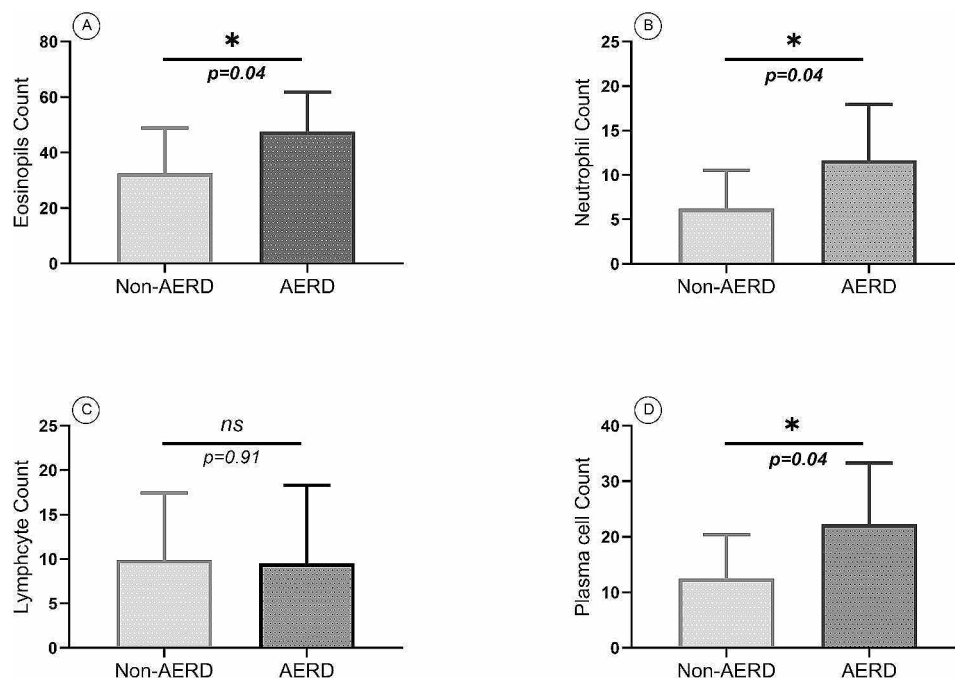 A
Eosinopils Count
80
60
40
20
0
*
p=0.04
Non-AERD
AERD
B
Neutrophil Count
25
20
15
10
5
0
*
p=0.04
Non-AERD
AERD
C
Lymphcyte Count
25
20
15
10
5
0
ns
p=0.91
Non-AERD
AERD
D
Plasma cell Count
40
30
20
10
0
*
p=0.04
Non-AERD
AERD